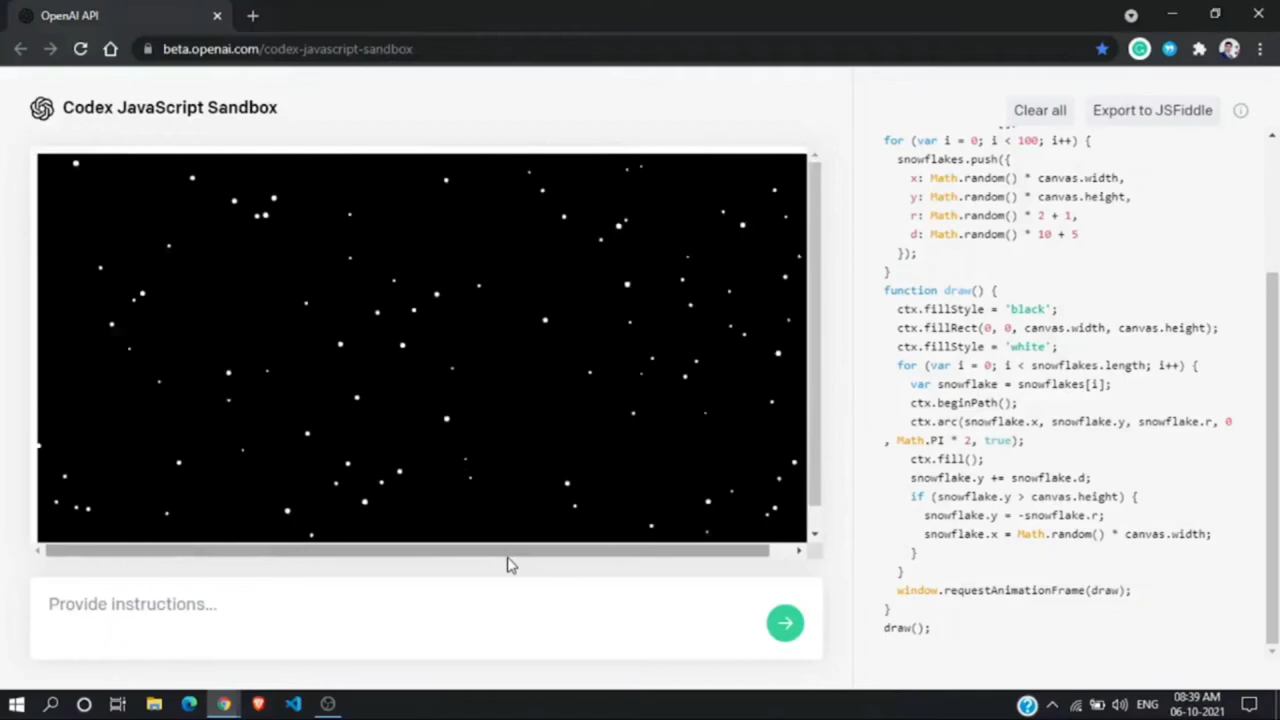 OpenAI API
beta.openai.com/codex-javascript-sandbox
Codex JavaScript Sandbox
Clear all
Export to JSFiddle
for (var i = 0; i < 100; i++) {
snowflakes.push({
x: Math.random() * canvas.width,
y: Math.random() * canvas.height,
r: Math.random() * 2 + 1,
d: Math.random() * 10 + 5
});
}
function draw() {
ctx.fillStyle = 'black';
ctx.fillRect(0, 0, canvas.width, canvas.height);
ctx.fillStyle = 'white';
for (var i = 0; i < snowflakes.length; i++) {
var snowflake = snowflakes[i];
ctx.beginPath();
ctx.arc(snowflake.x, snowflake.y, snowflake.r, 0
, Math.PI * 2, true);
ctx.fill();
snowflake.y += snowflake.d;
if (snowflake.y > canvas.height) {
snowflake.y = -snowflake.r;
snowflake.x = Math.random() * canvas.width;
}
}
window.requestAnimationFrame(draw);
}
draw();
Provide instructions...
ENG
08:39 AM
06-10-2021